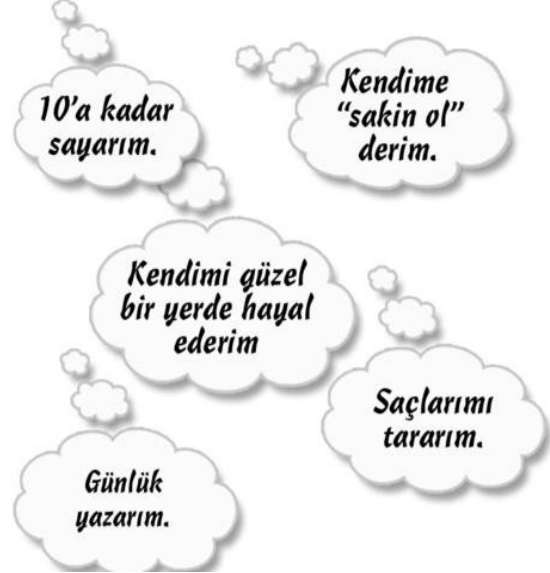 10'a kadar
sayarım.
Kendime
“sakin ol”
derim.
Kendimi güzel
bir yerde hayal
ederim
Saçlarımı
tararım.
Günlük
yazarım.